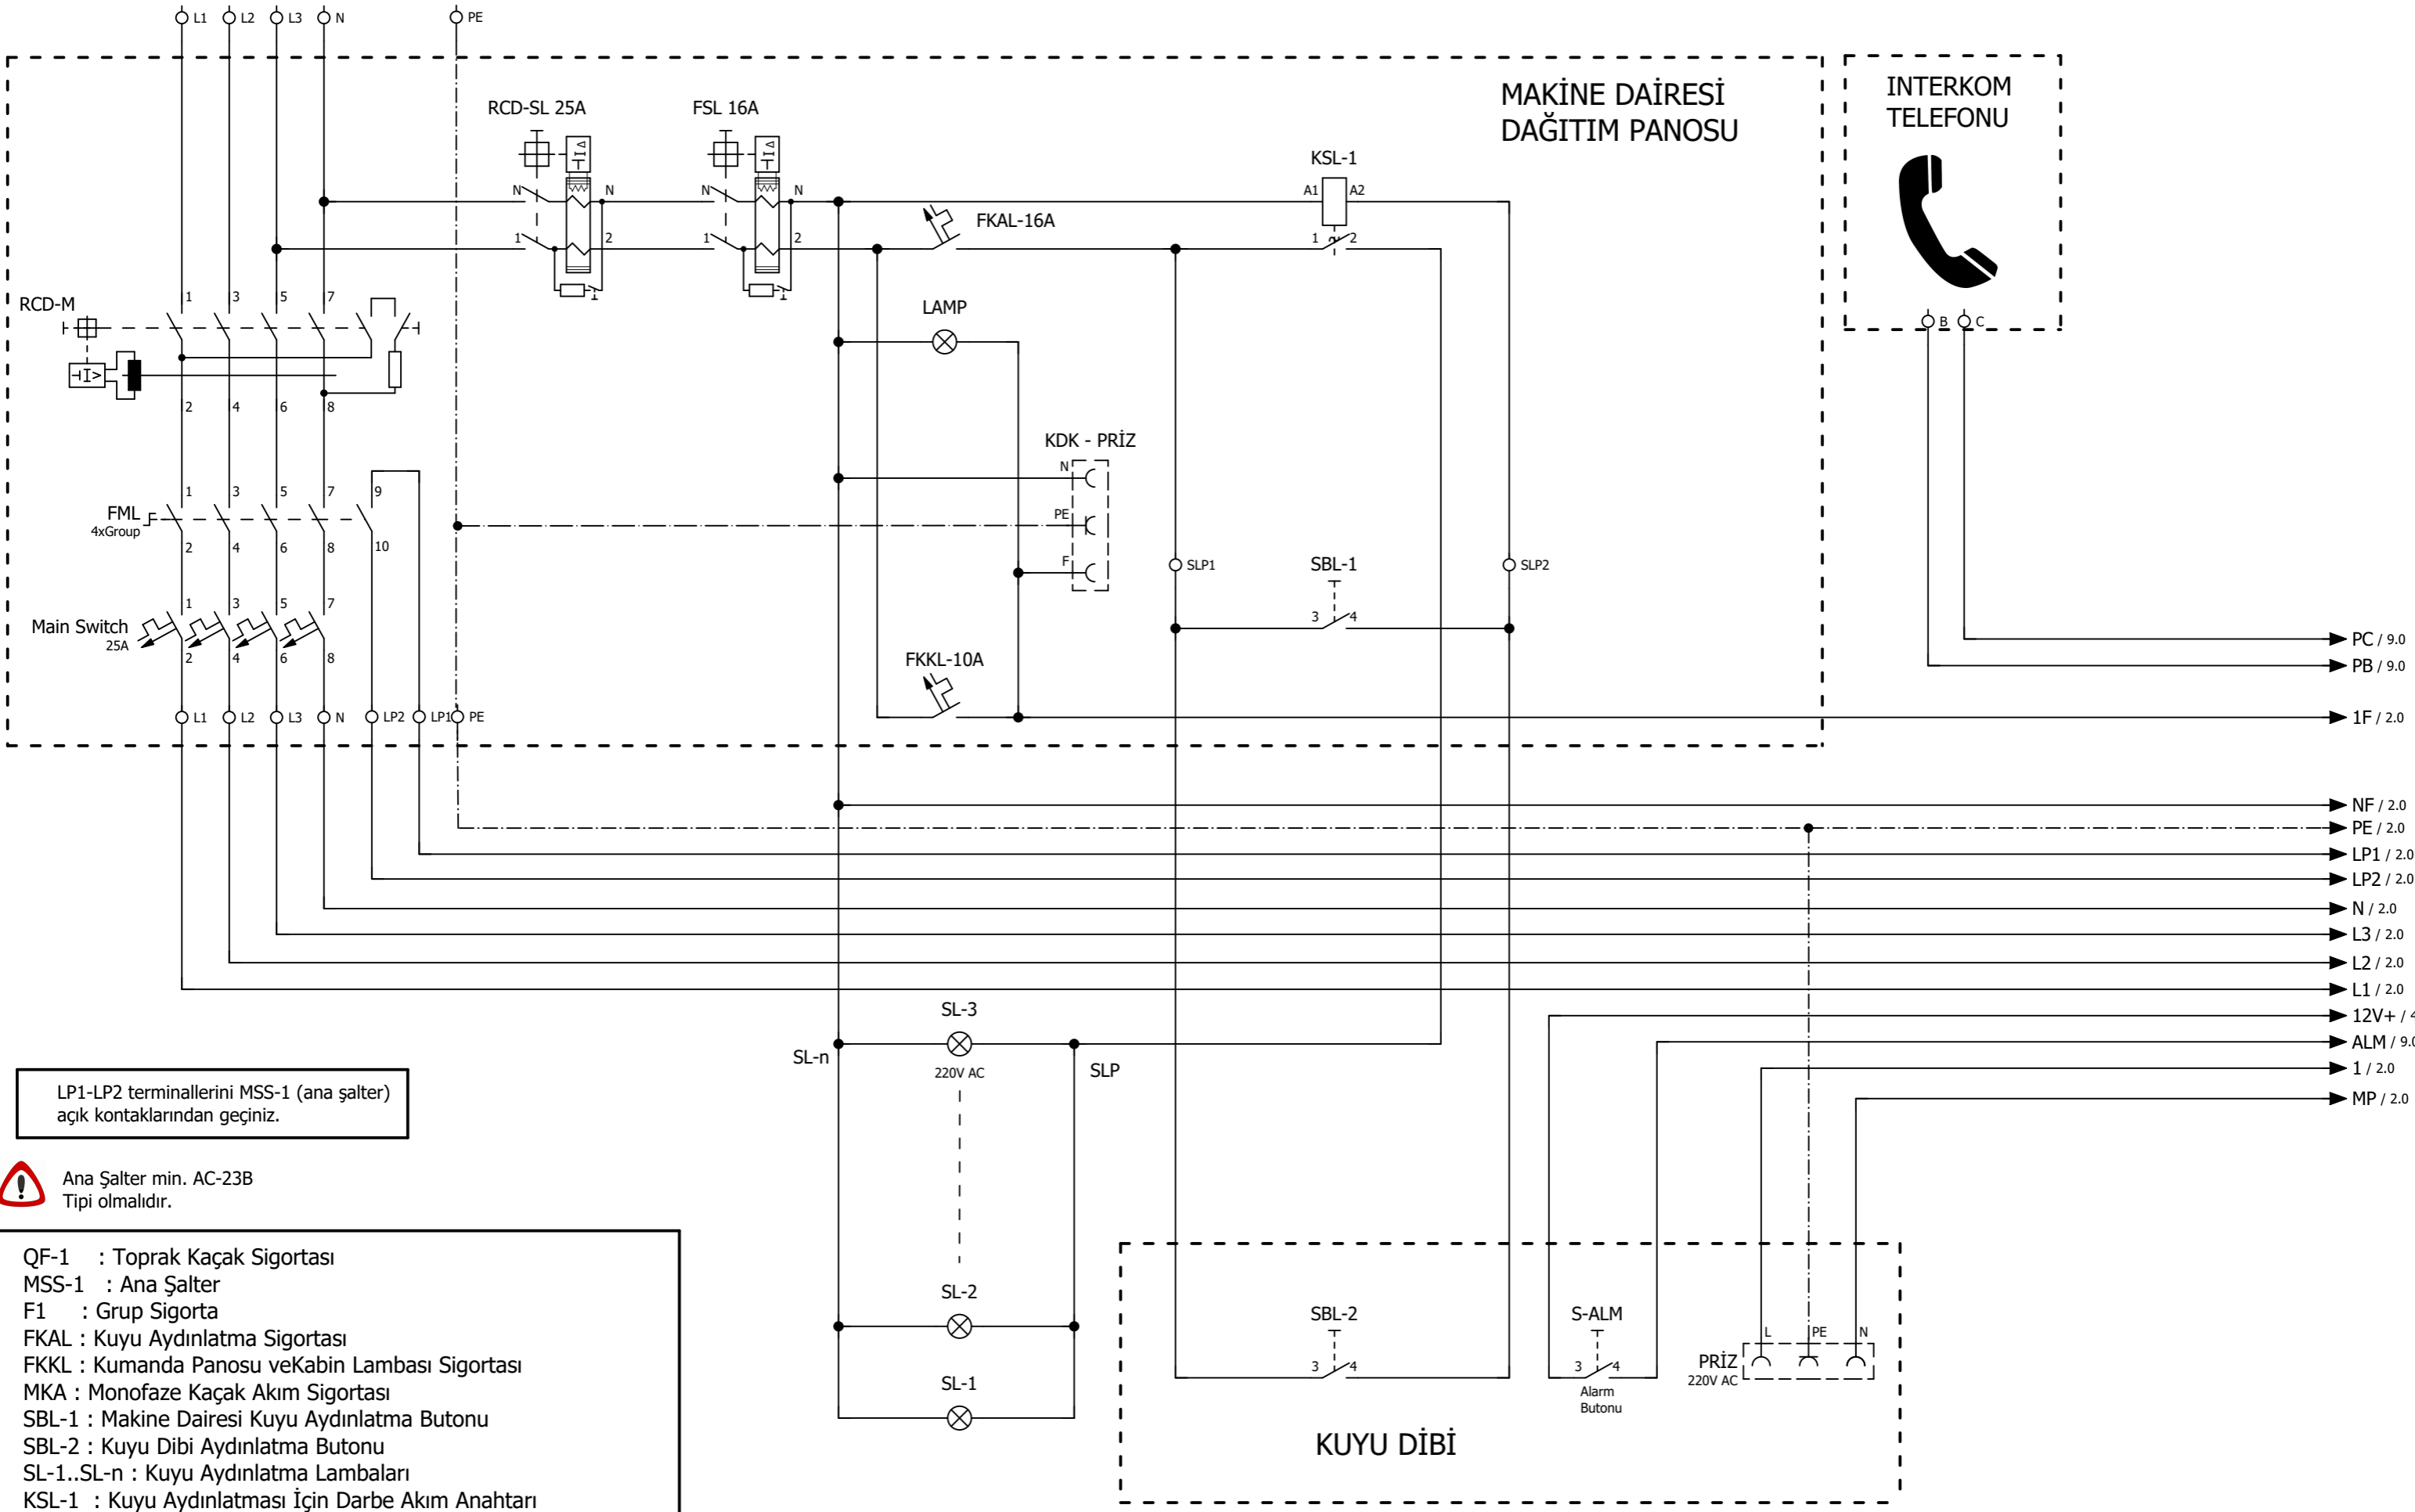 L1 L2 L3 N PE
MAKİNE DAİRESİ
DAĞITIM PANOSU
INTERKOM
TELEFONU
RCD-SL 25A
FSL 16A
KSL-1
N N N N A1 A2
1 2 1 2 1 2
FKAL-16A
RCD-M
1 3 5 7
LAMP
B C
2 4 6 8
KDK - PRİZ
N
PE
F
1 3 5 7 9
FML
4xGroup
2 4 6 8 10
SLP1
SBL-1
SLP2
3 4
1 3 5 7
Main Switch
25A
2 4 6 8
FKKL-10A
L1 L2 L3 N LP2 LP1 PE
PC / 9.0
PB / 9.0
1F / 2.0
NF / 2.0
PE / 2.0
LP1 / 2.0
LP2 / 2.0
N / 2.0
L3 / 2.0
L2 / 2.0
L1 / 2.0
12V+ / 4
ALM / 9.0
1 / 2.0
MP / 2.0
SL-3
SL-n
220V AC
SLP
LP1-LP2 terminallerini MSS-1 (ana şalter)
açık kontaklarından geçiniz.
Ana Şalter min. AC-23B
Tipi olmalıdır.
SL-2
SL-1
SBL-2
3 4
S-ALM
3 4
Alarm
Butonu
L PE N
PRİZ
220V AC
KUYU DİBİ
QF-1 : Toprak Kaçak Sigortası
MSS-1 : Ana Şalter
F1 : Grup Sigorta
FKAL : Kuyu Aydınlatma Sigortası
FKKL : Kumanda Panosu veKabin Lambası Sigortası
MKA : Monofaze Kaçak Akım Sigortası
SBL-1 : Makine Dairesi Kuyu Aydınlatma Butonu
SBL-2 : Kuyu Dibi Aydınlatma Butonu
SL-1..SL-n : Kuyu Aydınlatma Lambaları
KSL-1 : Kuyu Aydınlatması İçin Darbe Akım Anahtarı